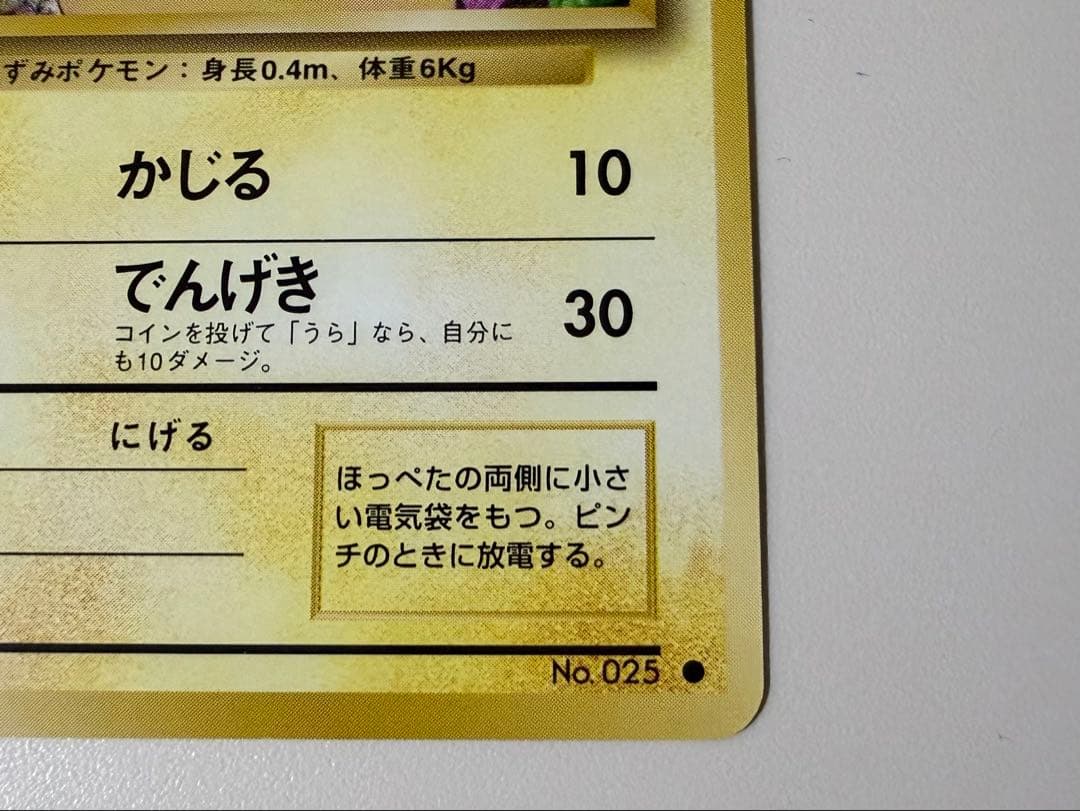 ずみポケモン：身長0.4m、体重6Kg
かじる 10
でんげき 30
コインを投げて「うら」なら、自分に
も10ダメージ。
にげる
ほっぺたの両側に小さ
い電気袋をもつ。ピン
チのときに放電する。
No.025 ●